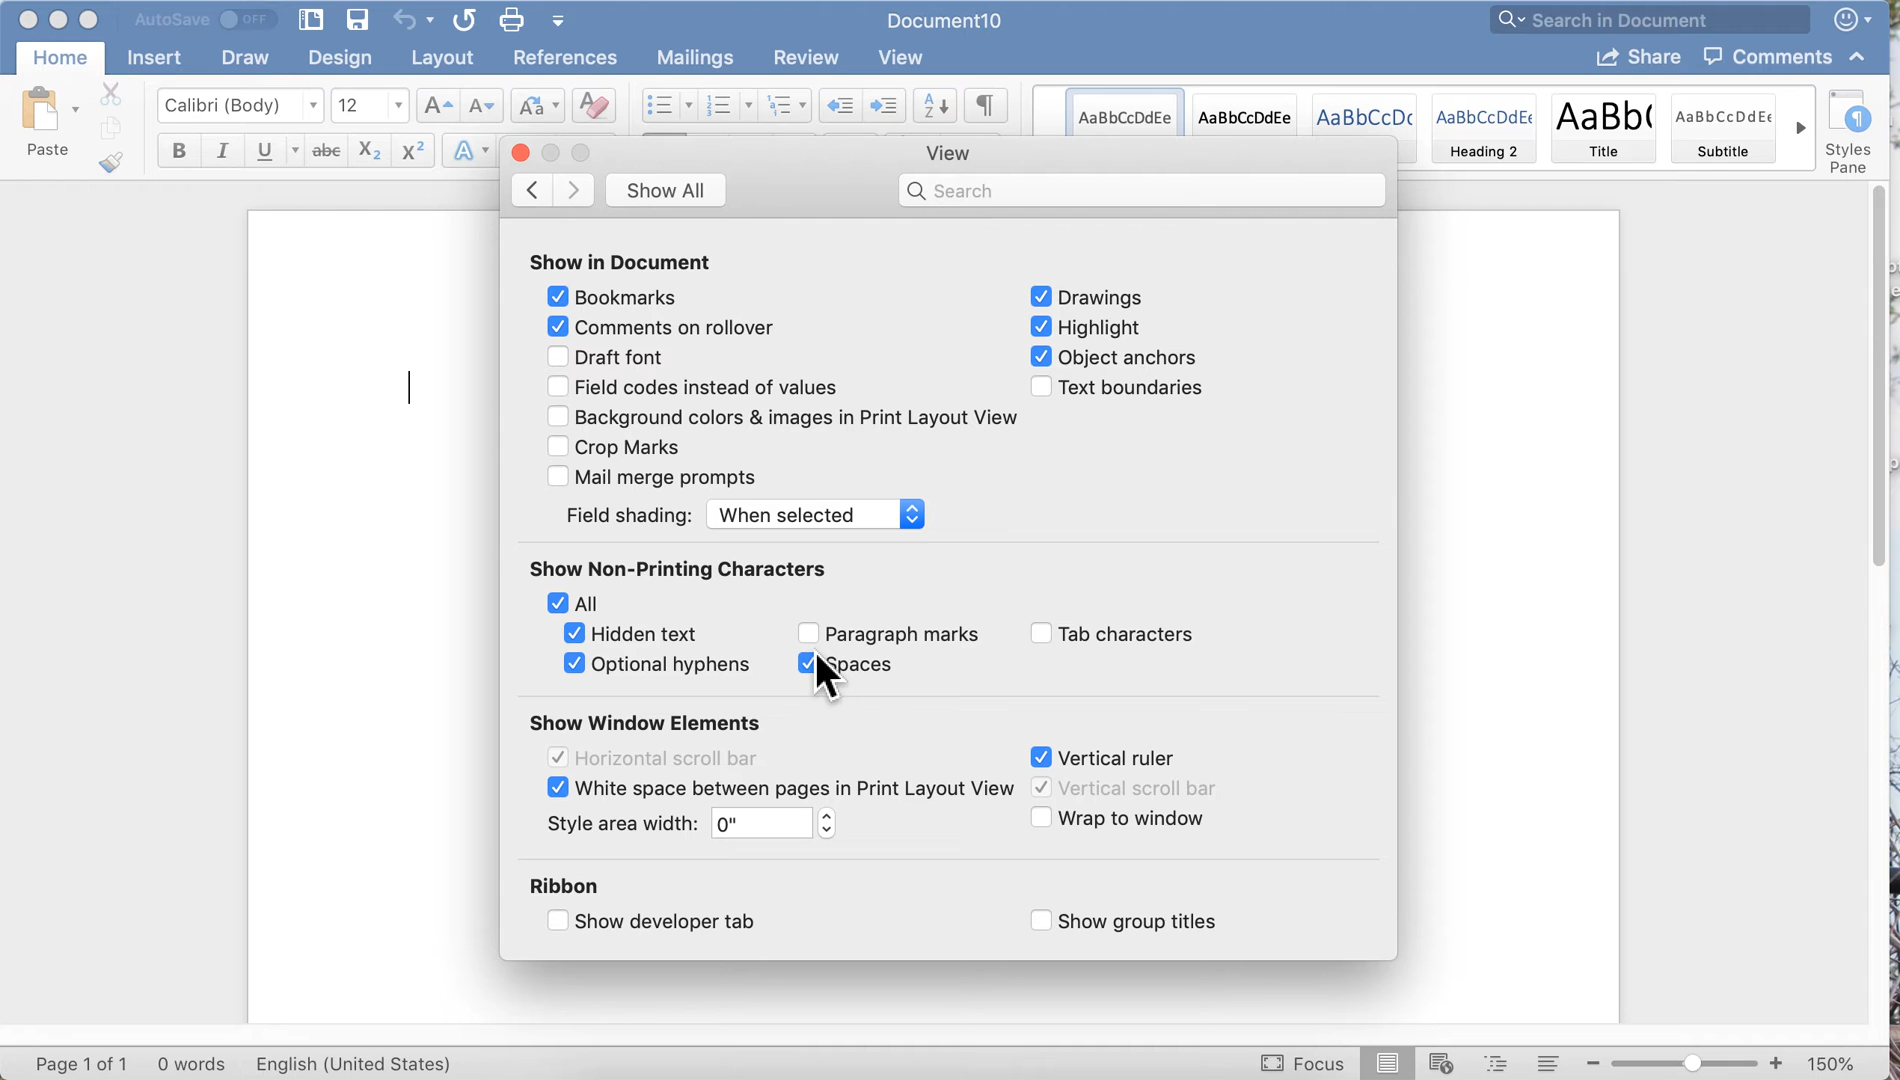 AutoSave OFF Document10 Search in Document
Home Insert Draw Design Layout References Mailings Review View Share Comments
Calibri (Body) 12 A A Aa A
AaBbCcDdEe AaBbCcDdEe AaBbCcDc AaBbCcDdEe AaBb( AaBbCcDdEe
Paste B I U abc X2 X2 A Heading 2 Title Subtitle Styles
Pane
View
Show All Search
Show in Document
Bookmarks Drawings
Comments on rollover Highlight
Draft font Object anchors
Field codes instead of values Text boundaries
Background colors & images in Print Layout View
Crop Marks
Mail merge prompts
Field shading: When selected
Show Non-Printing Characters
All
Hidden text Paragraph marks Tab characters
Optional hyphens Spaces
Show Window Elements
Horizontal scroll bar Vertical ruler
White space between pages in Print Layout View Vertical scroll bar
Style area width: 0" Wrap to window
Ribbon
Show developer tab Show group titles
Page 1 of 1 0 words English (United States) Focus 150%